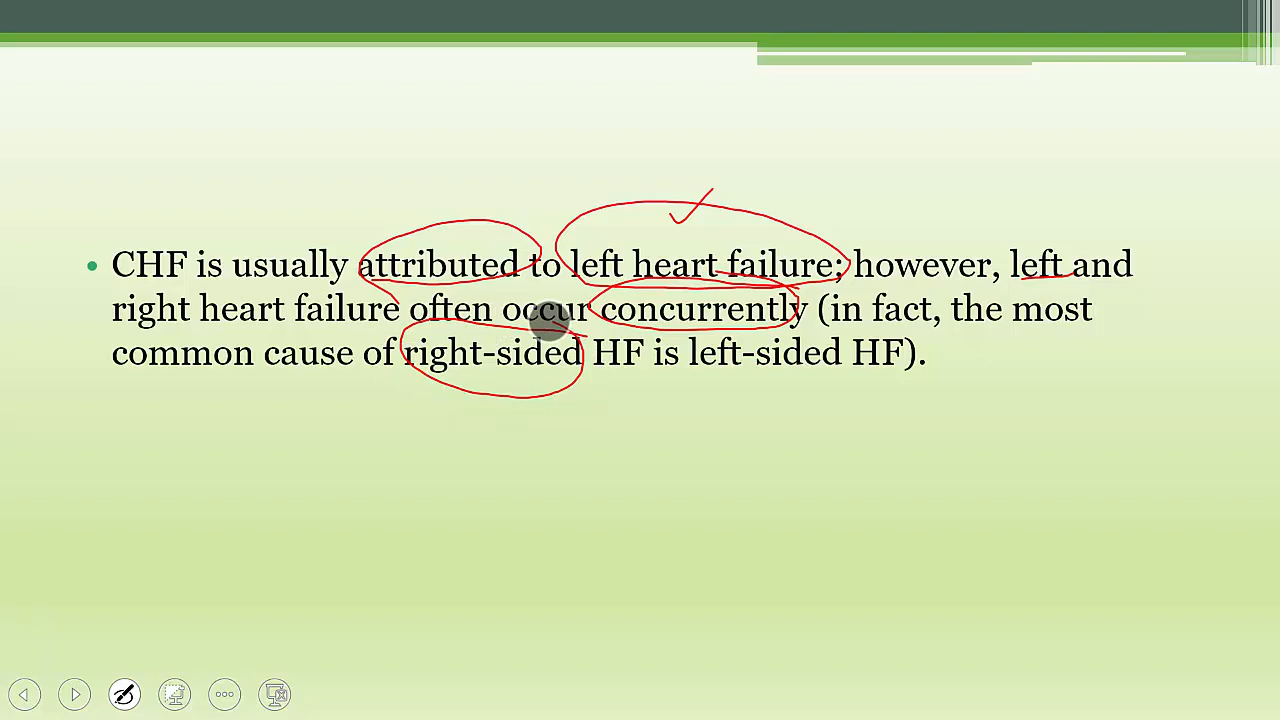 • CHF is usually attributed to left heart failure; however, left and
right heart failure often occur concurrently (in fact, the most
common cause of right-sided HF is left-sided HF).